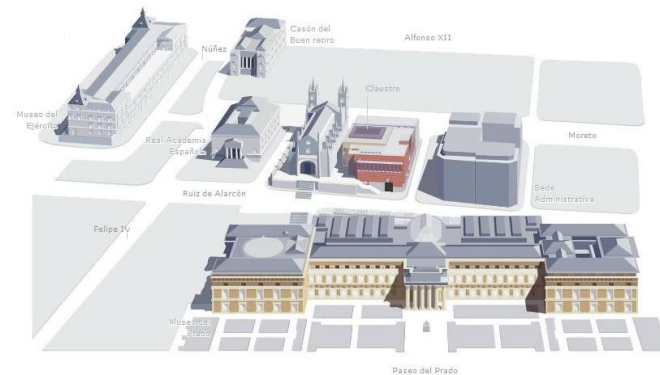 Casón del
Buen retiro
Alfonso XII
Núñez
Claustro
Museo del
Ejército
Real Academia
Española
Moreto
Ruiz de Alarcón
Sede
Administrativa
Felipe IV
Museo del
Prado
Paseo del Prado